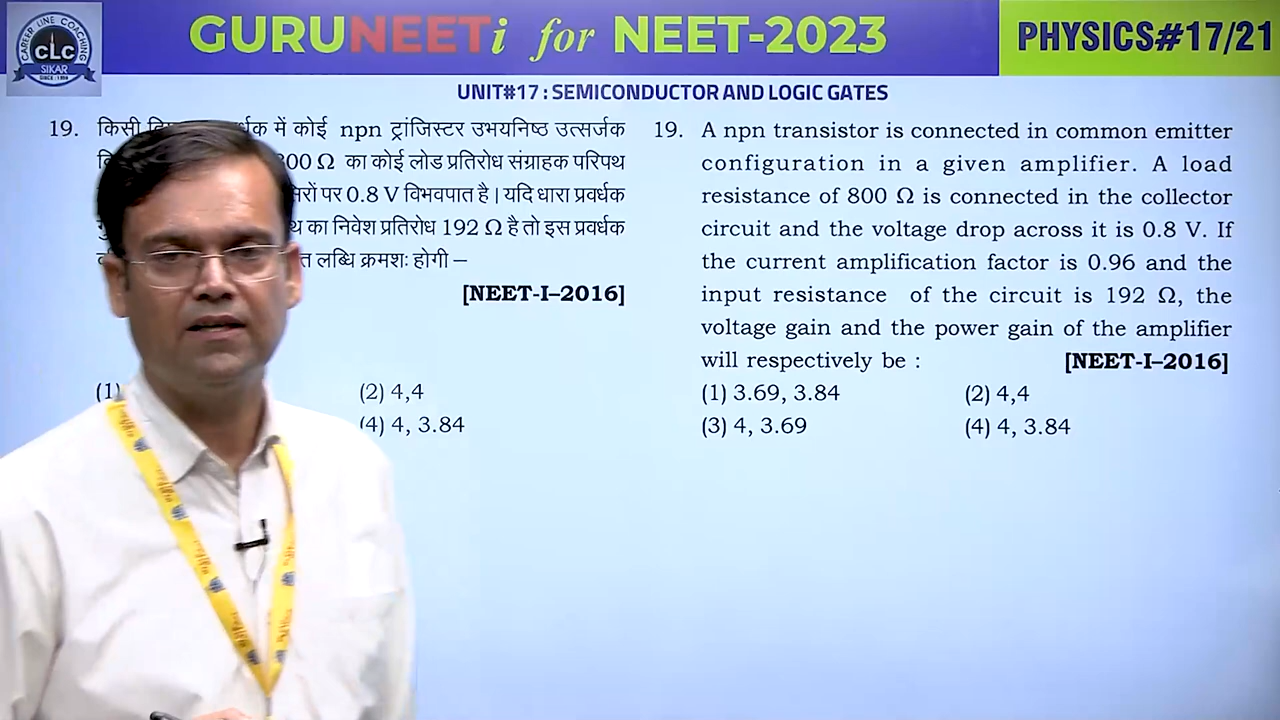 CAREER LINE COACHING
CLC
SIKAR
SINCE : 1996
GURUNEETi for NEET-2023
PHYSICS#17/21
UNIT#17 : SEMICONDUCTOR AND LOGIC GATES
19. किसी में कोई npn ट्रांजिस्टर उभयनिष्ठ उत्सर्जक
800 Ω का कोई लोड प्रतिरोध संग्राहक परिपथ
पर 0.8 V विभवपात है। यदि धारा प्रवर्धक
का निवेश प्रतिरोध 192 Ω है तो इस प्रवर्धक
लब्धि क्रमशः होगी –
[NEET-I–2016]
(1) (2) 4,4
(4) 4, 3.84
19. A npn transistor is connected in common emitter
configuration in a given amplifier. A load
resistance of 800 Ω is connected in the collector
circuit and the voltage drop across it is 0.8 V. If
the current amplification factor is 0.96 and the
input resistance of the circuit is 192 Ω, the
voltage gain and the power gain of the amplifier
will respectively be : [NEET-I–2016]
(1) 3.69, 3.84 (2) 4,4
(3) 4, 3.69 (4) 4, 3.84